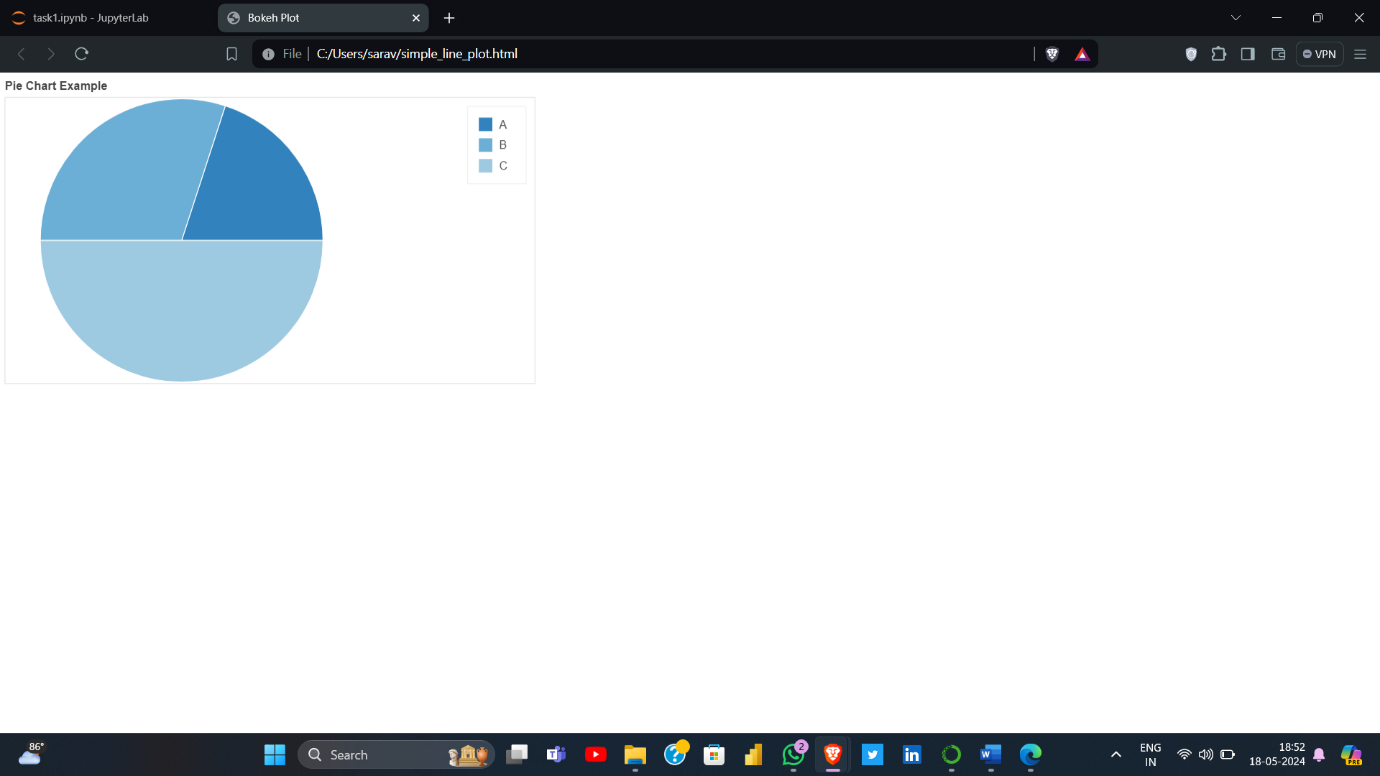 task1.ipynb - JupyterLab
Bokeh Plot
File
C:/Users/sarav/simple_line_plot.html
VPN
Pie Chart Example
A
B
C
86°
Search
2
ENG
IN
18:52
18-05-2024
PRE